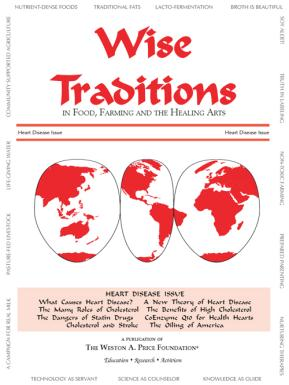 NUTRIENT-DENSE FOODS TRADITIONAL FATS LACTO-FERMENTATION BROTH IS BEAUTIFUL
COMMUNITY SUPPORTED AGRICULTURE
LIFE-GIVING WATER
PASTURE-FED LIVESTOCK
A CAMPAIGN FOR REAL MILK
SOY ALERT!
TRUTH IN LABELING
NON-TOXIC FARMING
PREPARED PARENTING
NURTURING THERAPIES
Wise
Traditions
IN FOOD, FARMING AND THE HEALING ARTS
Heart Disease Issue Heart Disease Issue
HEART DISEASE ISSUE
What Causes Heart Disease? A New Theory of Heart Disease
The Many Roles of Cholesterol The Benefits of High Cholesterol
The Dangers of Statin Drugs CoEnzyme Q10 for Healthy Hearts
Cholesterol and Stroke The Oiling of America
A PUBLICATION OF
THE WESTON A. PRICE FOUNDATION®
Education • Research • Activism
TECHNOLOGY AS SERVANT SCIENCE AS COUNSELOR KNOWLEDGE AS GUIDE